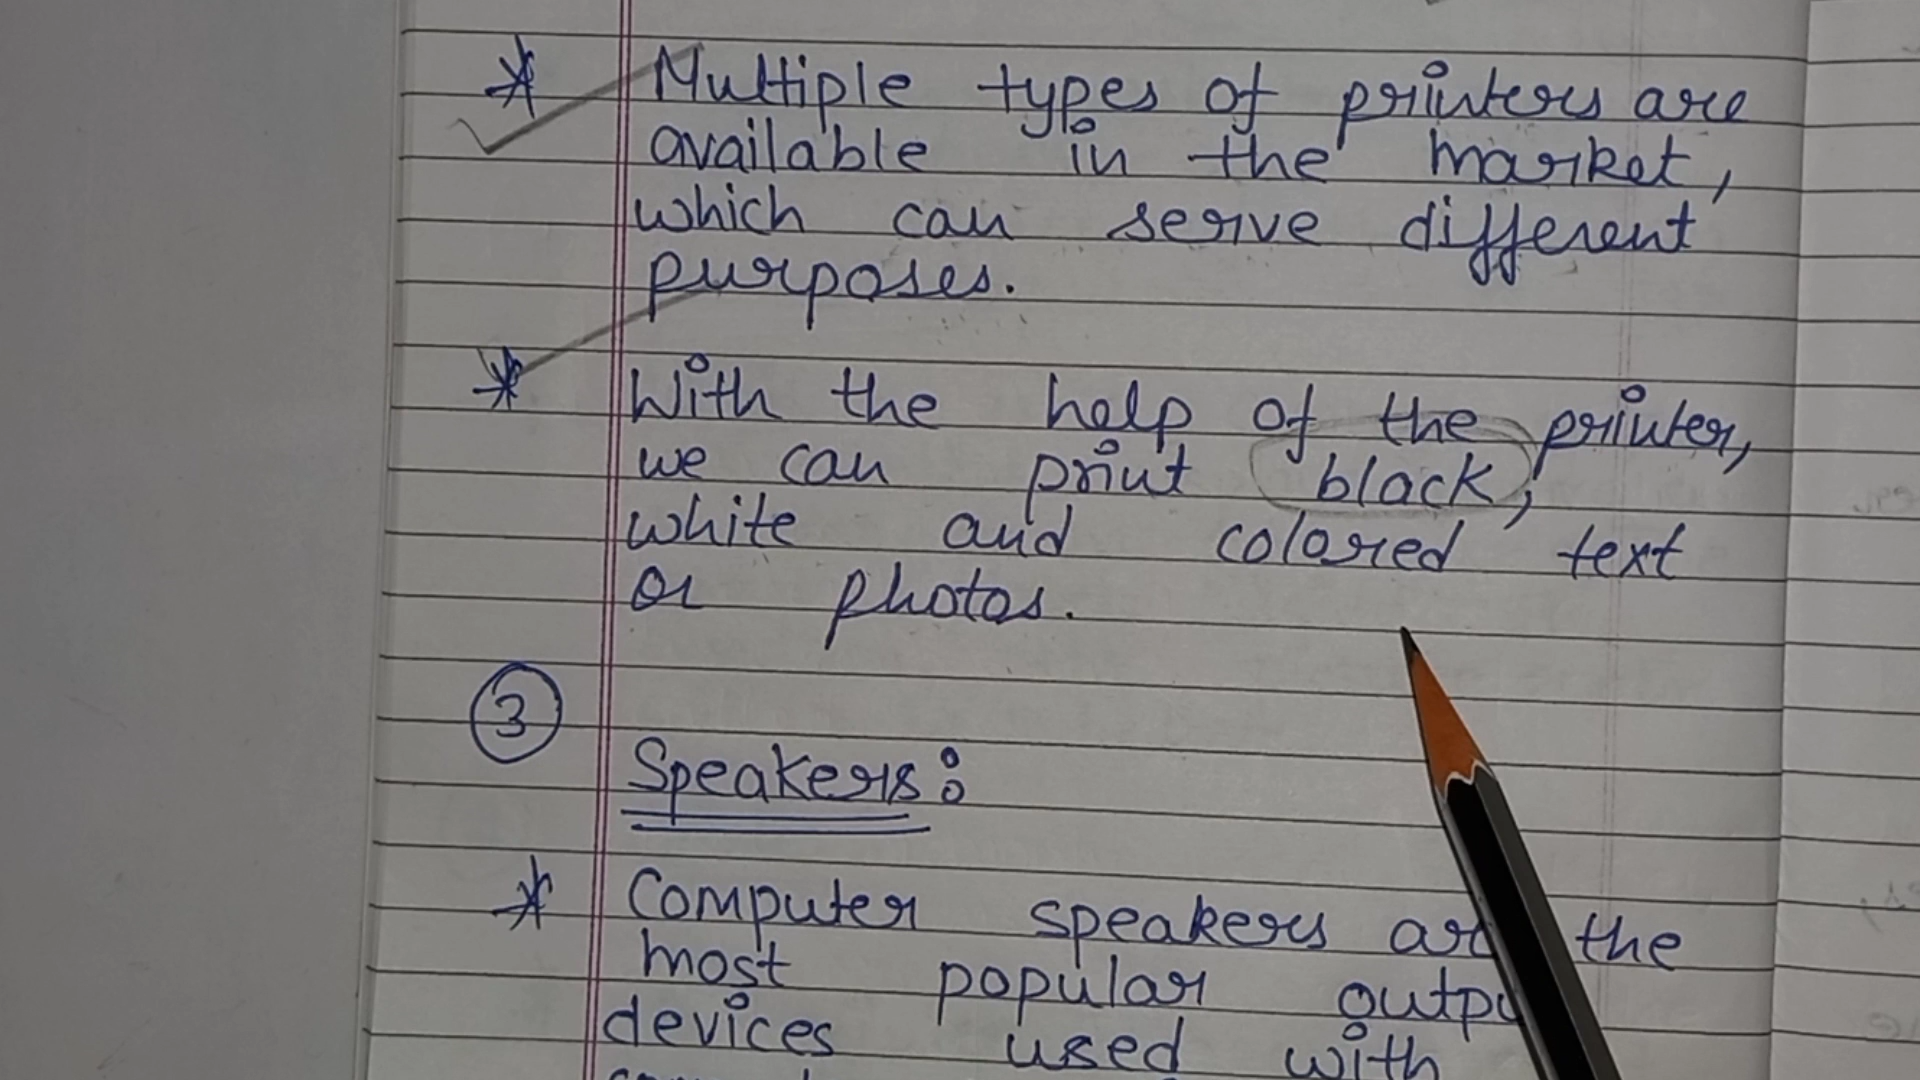 * Multiple types of printers are
available in the market,
which can serve different
purposes.
* With the help of the printer,
we can print black,
white and colored text
or photos.
3
Speakers:
* Computer speakers are the
most popular outpu
devices used with